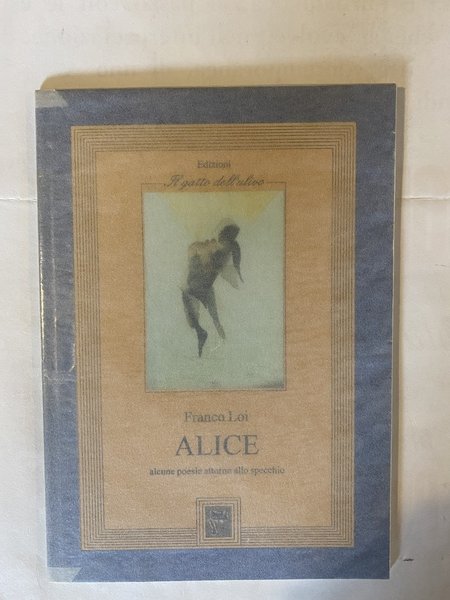 Edizioni
Il gatto dell'ulivo
Franco Loi
ALICE
alcune poesie attorno allo specchio